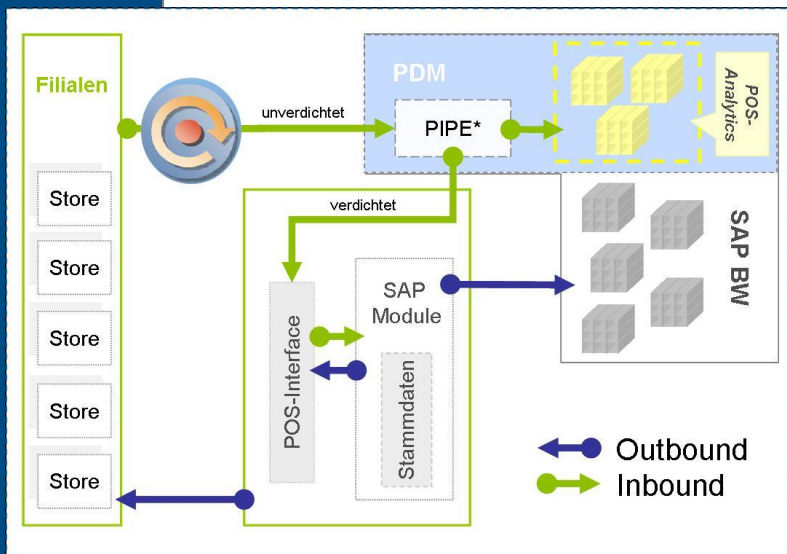 Filialen
Store
Store
Store
Store
Store
unverdichtet
PDM
PIPE*
POS-
Analytics
verdichtet
POS-Interface
SAP
Module
Stammdaten
SAP BW
Outbound
Inbound